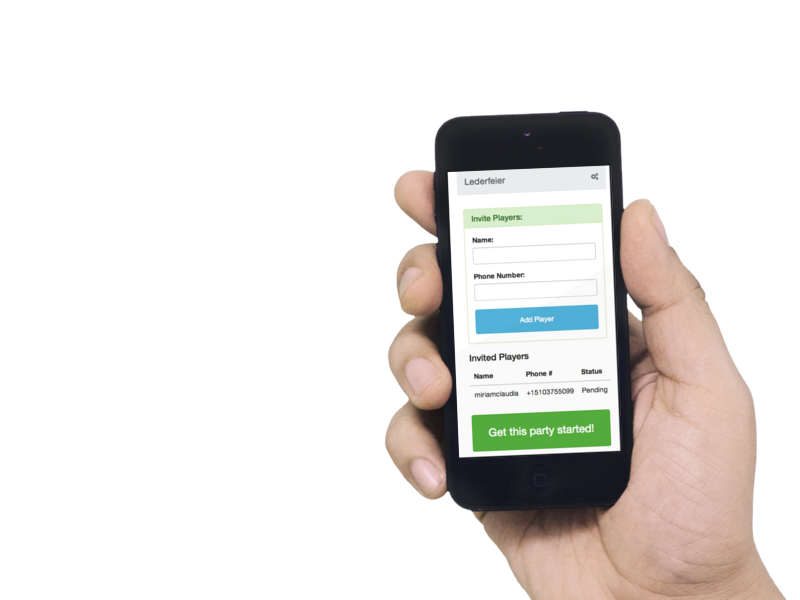 Lederfeier
Invite Players:
Name:
Phone Number:
Add Player
Invited Players
Name Phone # Status
miriamclaudia +15103755099 Pending
Get this party started!